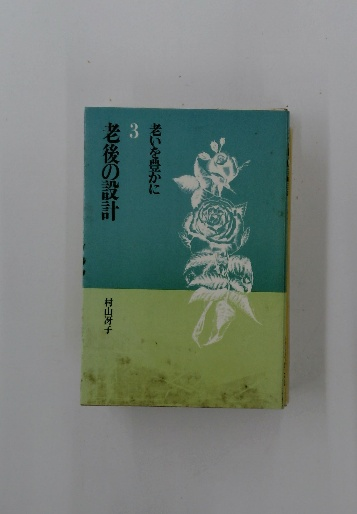 老いを豊かに
3
老後の設計
村山冴子